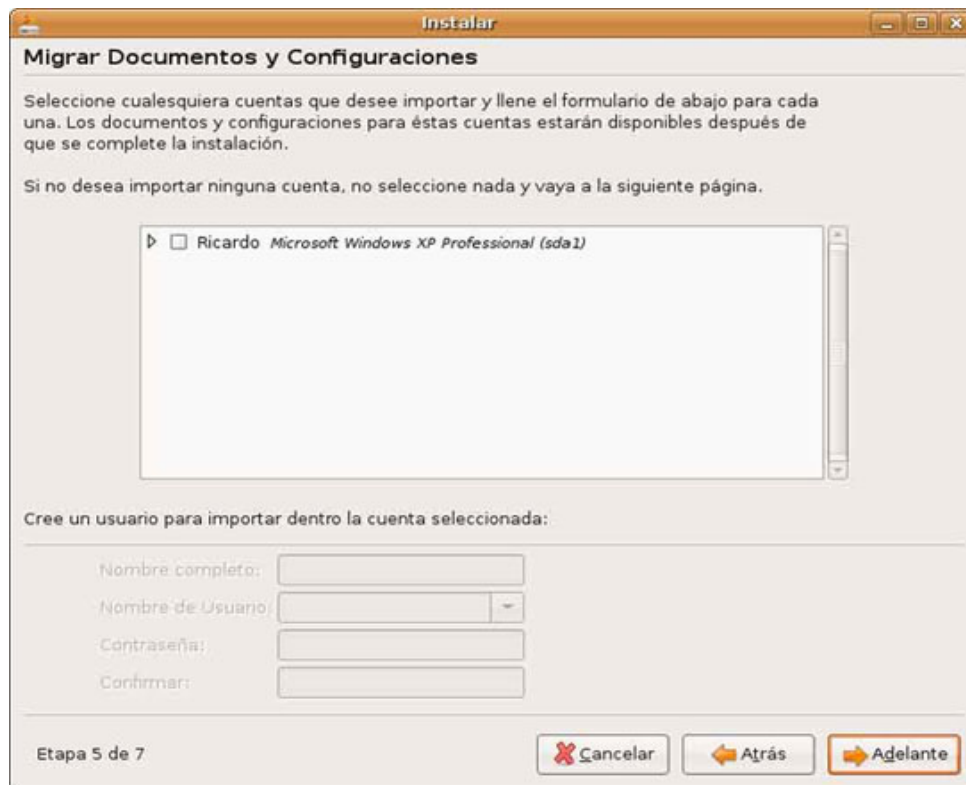 Instalar
Migrar Documentos y Configuraciones
Seleccione cualesquiera cuentas que desee importar y llene el formulario de abajo para cada
una. Los documentos y configuraciones para éstas cuentas estarán disponibles después de
que se complete la instalación.
Si no desea importar ninguna cuenta, no seleccione nada y vaya a la siguiente página.
Ricardo Microsoft Windows XP Professional (sda1)
Cree un usuario para importar dentro la cuenta seleccionada:
Nombre completo:
Nombre de Usuario:
Contraseña:
Confirmar:
Etapa 5 de 7
Cancelar
Atrás
Adelante